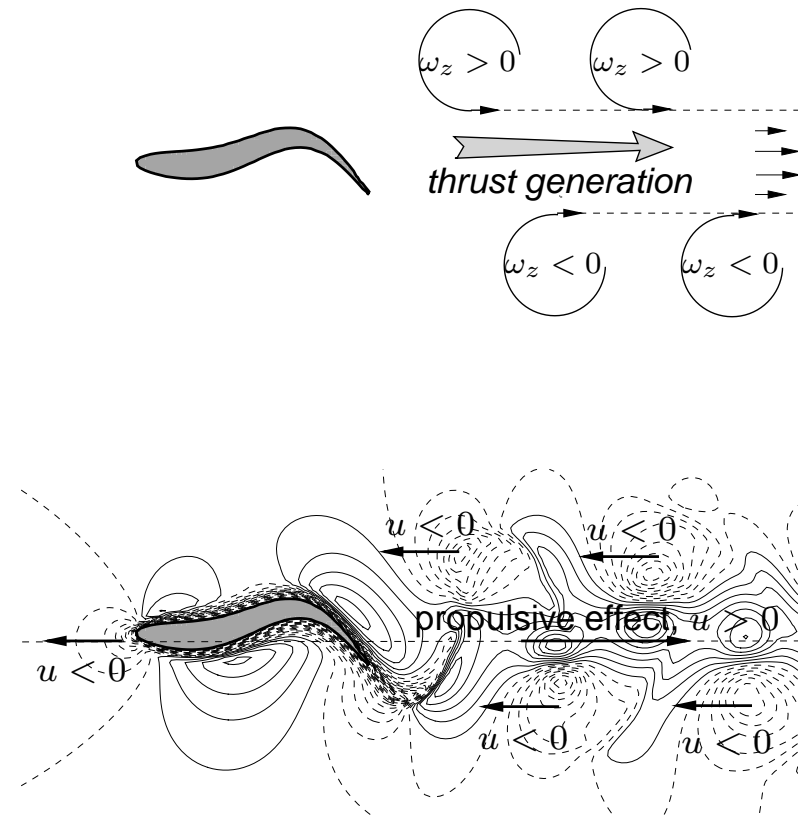 ω_z > 0 ω_z > 0
thrust generation
ω_z < 0 ω_z < 0
u < 0 u < 0
propulsive effect, u > 0
u < 0
u < 0 u < 0